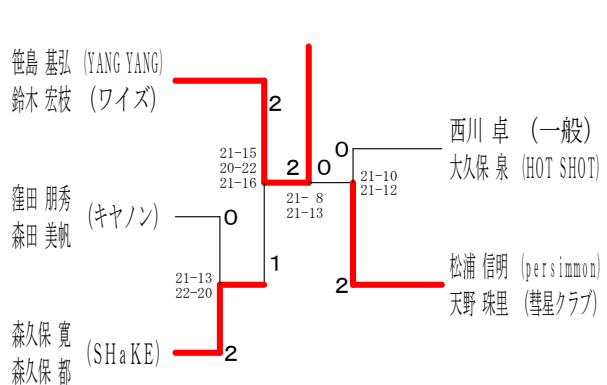 笹島 基弘 (YANG YANG)
鈴木 宏枝 (ワイズ)
2
21-15
20-22
21-16
2 0
21- 8
21-13
0
西川 卓 (一般)
大久保 泉 (HOT SHOT)
21-10
21-12
窪田 朋秀
森田 美帆
(キヤノン)
0
1
21-13
22-20
2
松浦 信明 (persimmon)
天野 珠里 (彗星クラブ)
森久保 寛
森久保 都
(SHaKE)
2